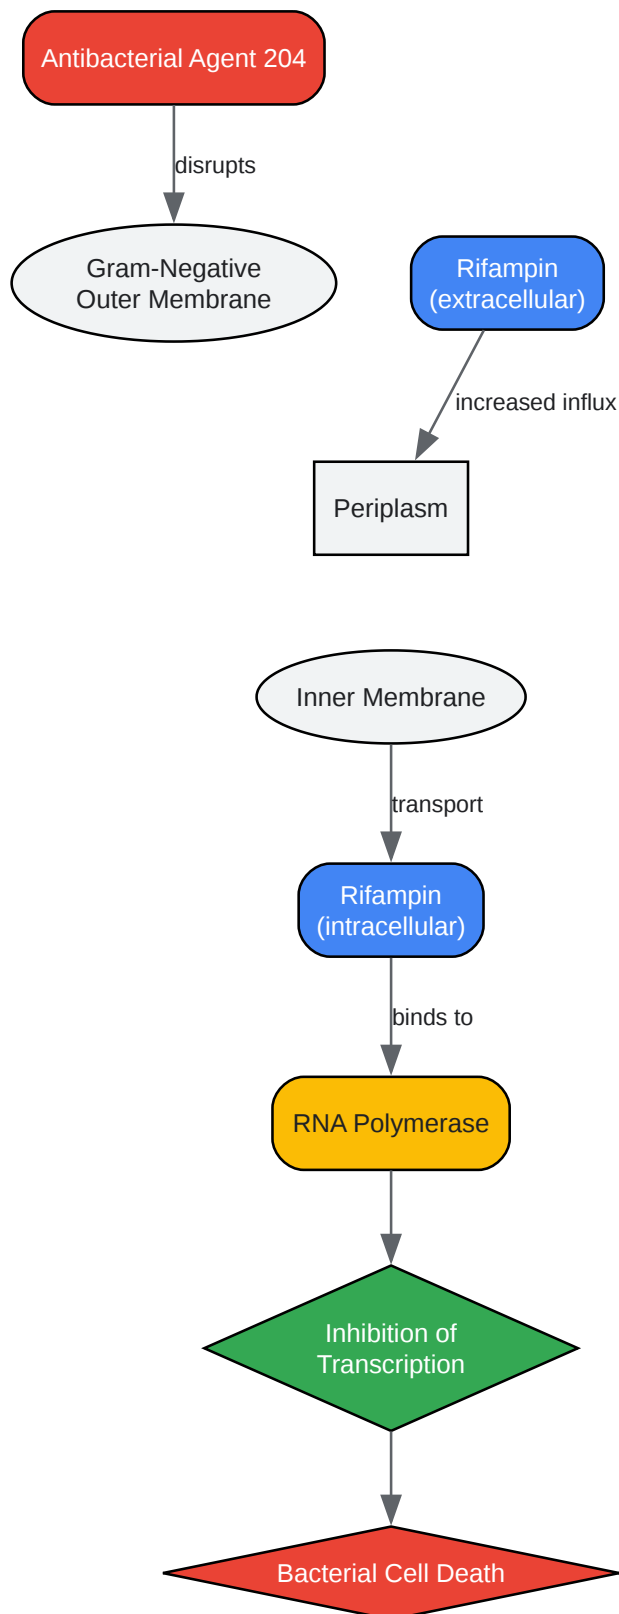 Antibacterial Agent 204
disrupts
Gram-Negative
Outer Membrane
Rifampin
(extracellular)
increased influx
Periplasm
Inner Membrane
transport
Rifampin
(intracellular)
binds to
RNA Polymerase
Inhibition of
Transcription
Bacterial Cell Death